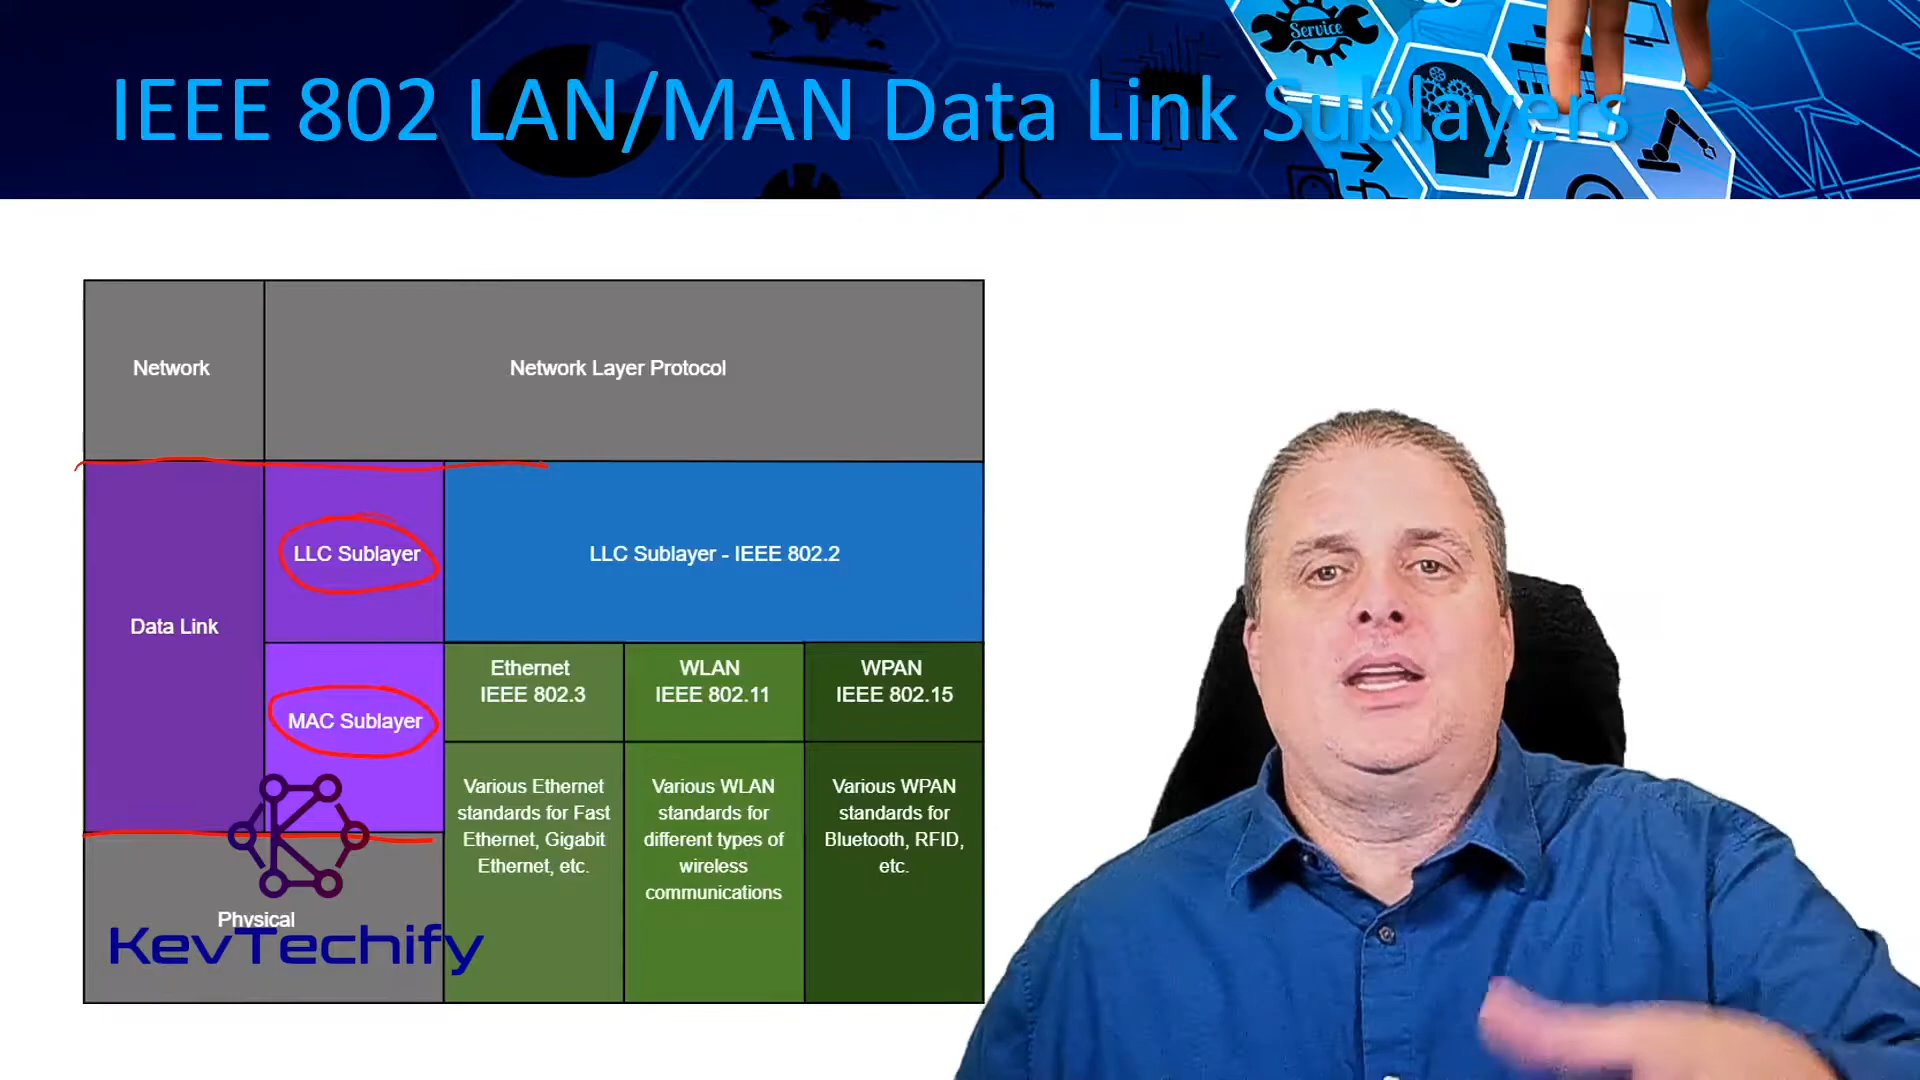 Service
IEEE 802 LAN/MAN Data Link Sublayers
Network
Network Layer Protocol
Data Link
LLC Sublayer
LLC Sublayer - IEEE 802.2
MAC Sublayer
Ethernet
IEEE 802.3
WLAN
IEEE 802.11
WPAN
IEEE 802.15
Various Ethernet
standards for Fast
Ethernet, Gigabit
Ethernet, etc.
Various WLAN
standards for
different types of
wireless
communications
Various WPAN
standards for
Bluetooth, RFID,
etc.
Physical
KevTechify